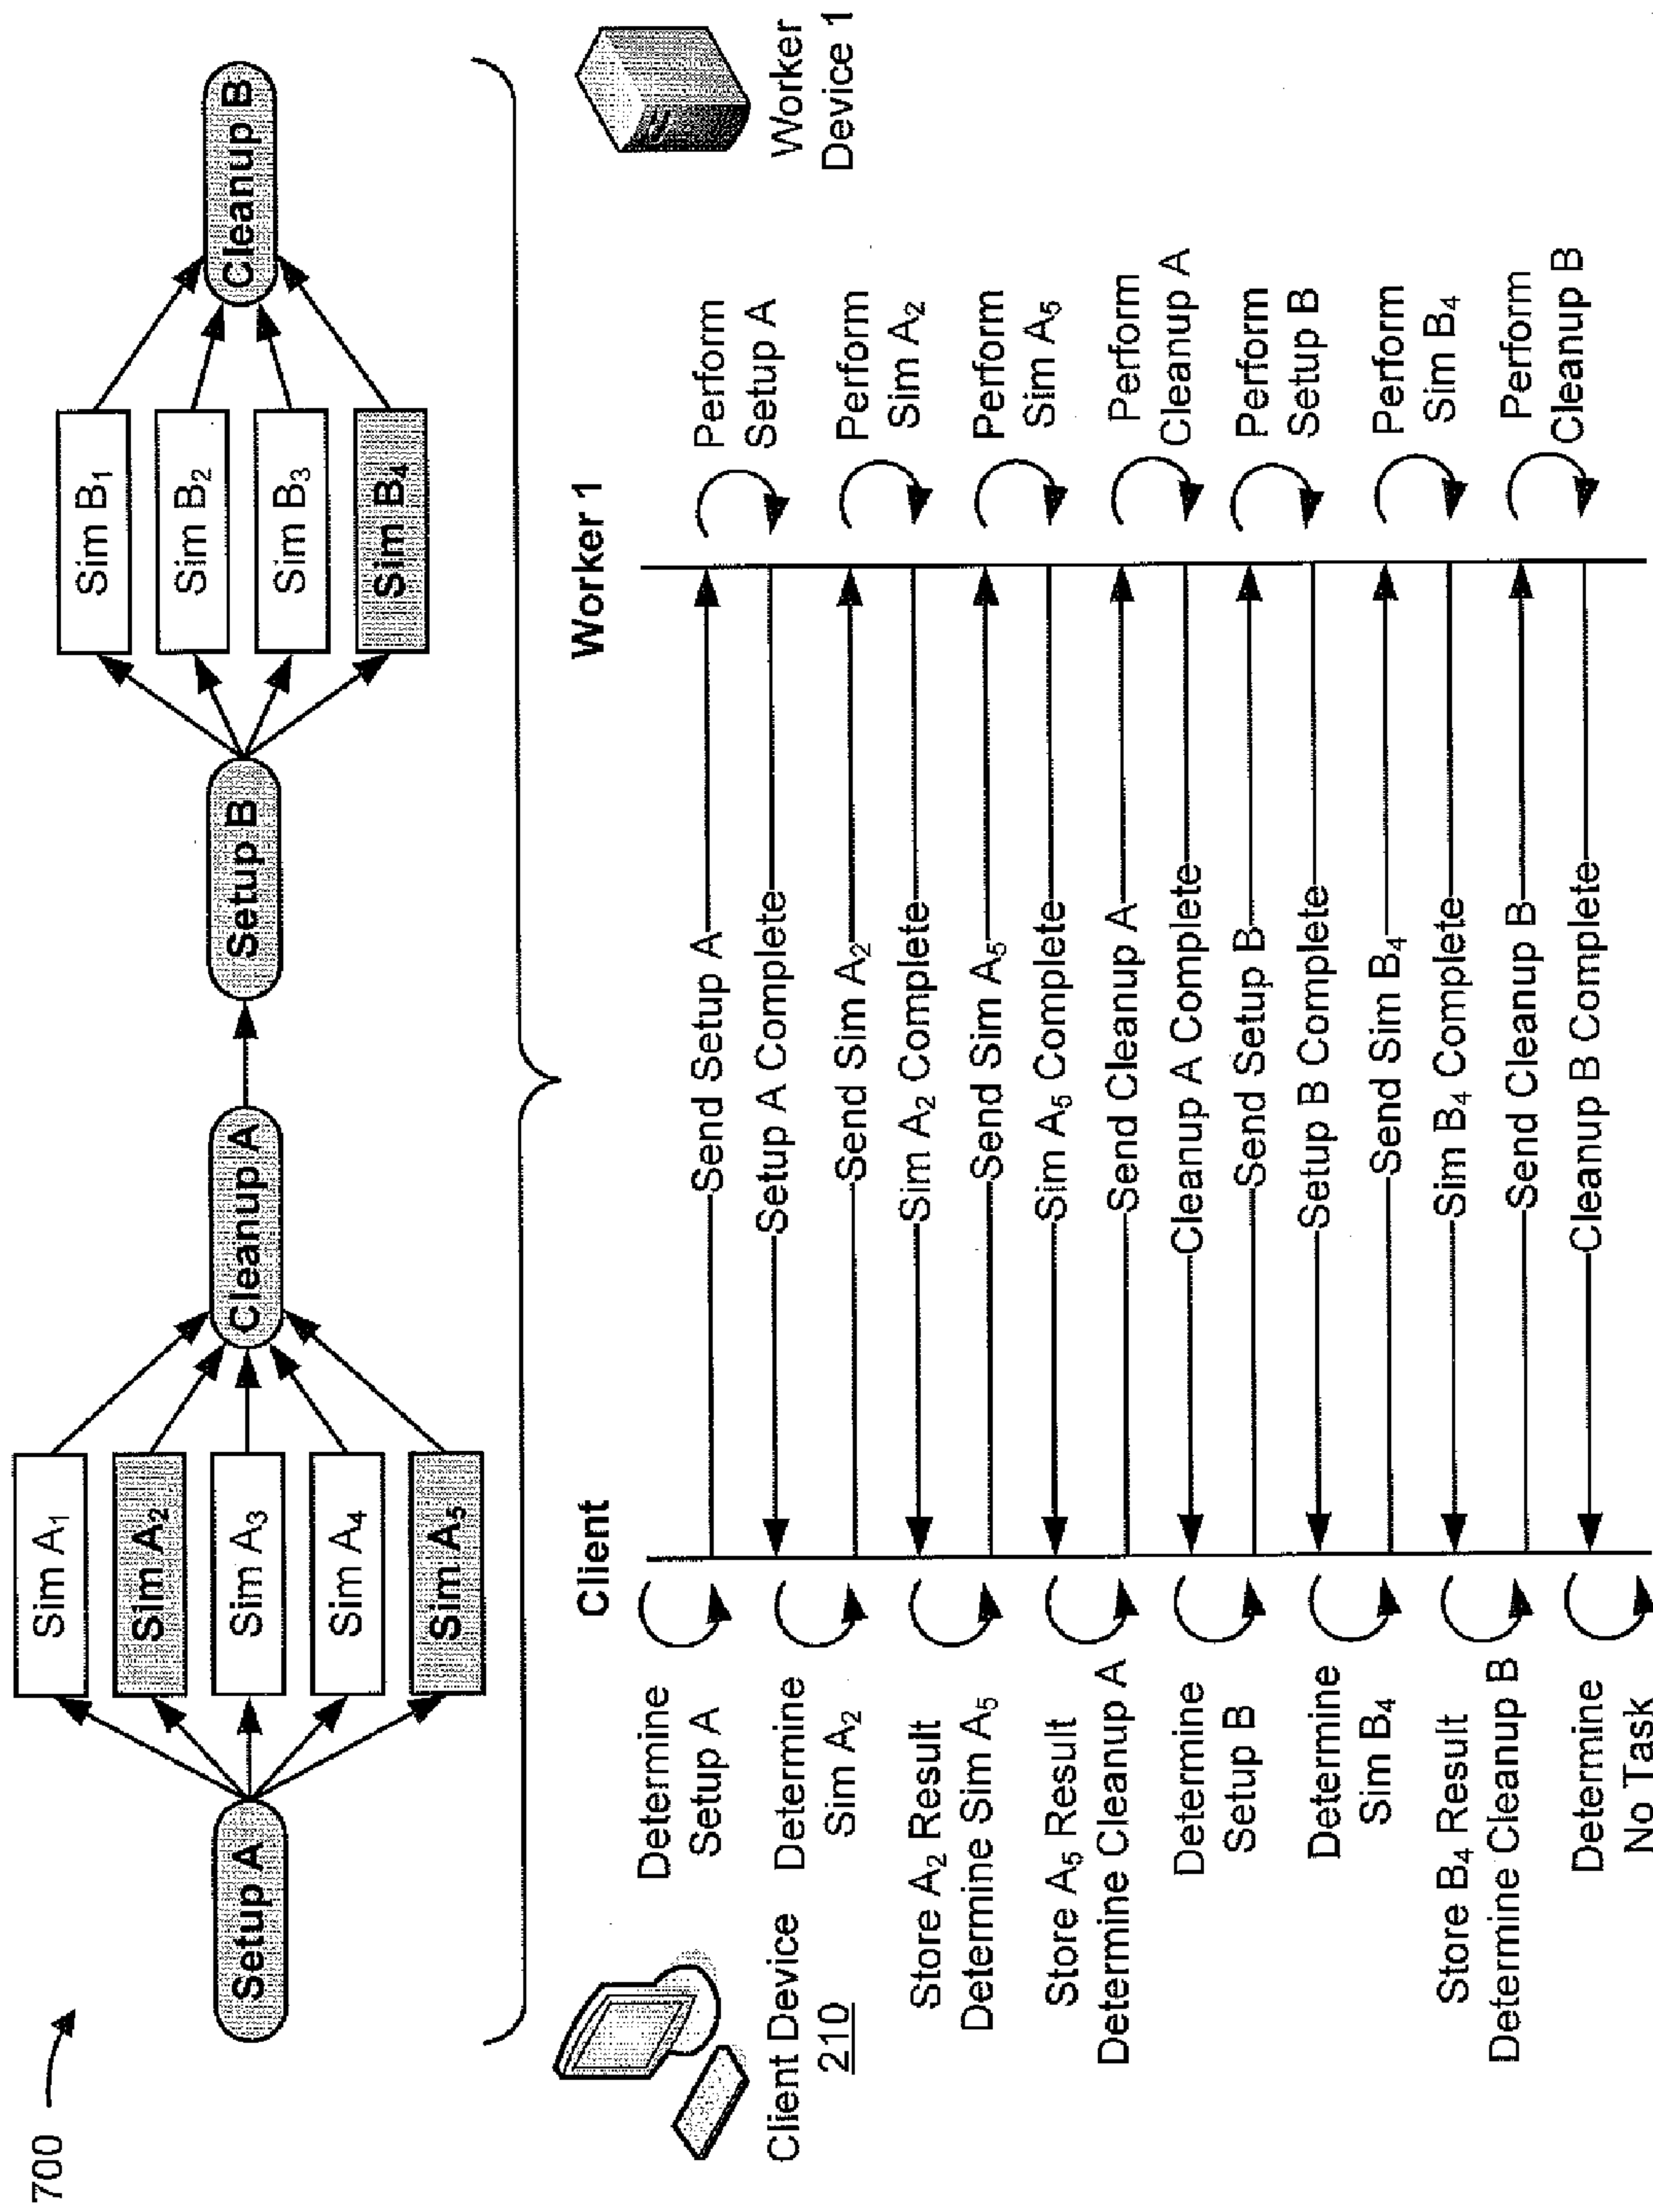 700
Setup A
Sim A1
Sim A2
Sim A3
Sim A4
Sim A5
Cleanup A
Setup B
Sim B1
Sim B2
Sim B3
Sim B4
Cleanup B
Client Device
210
Client
Worker 1
Worker
Device 1
Determine
Setup A
Send Setup A
Perform
Setup A
Setup A Complete
Determine
Sim A2
Send Sim A2
Perform
Sim A2
Sim A2 Complete
Store A2 Result
Determine Sim A5
Send Sim A5
Perform
Sim A5
Sim A5 Complete
Store A5 Result
Determine Cleanup A
Send Cleanup A
Perform
Cleanup A
Cleanup A Complete
Determine
Setup B
Send Setup B
Perform
Setup B
Setup B Complete
Determine
Sim B4
Send Sim B4
Perform
Sim B4
Sim B4 Complete
Store B4 Result
Determine Cleanup B
Send Cleanup B
Perform
Cleanup B
Cleanup B Complete
Determine
No Task